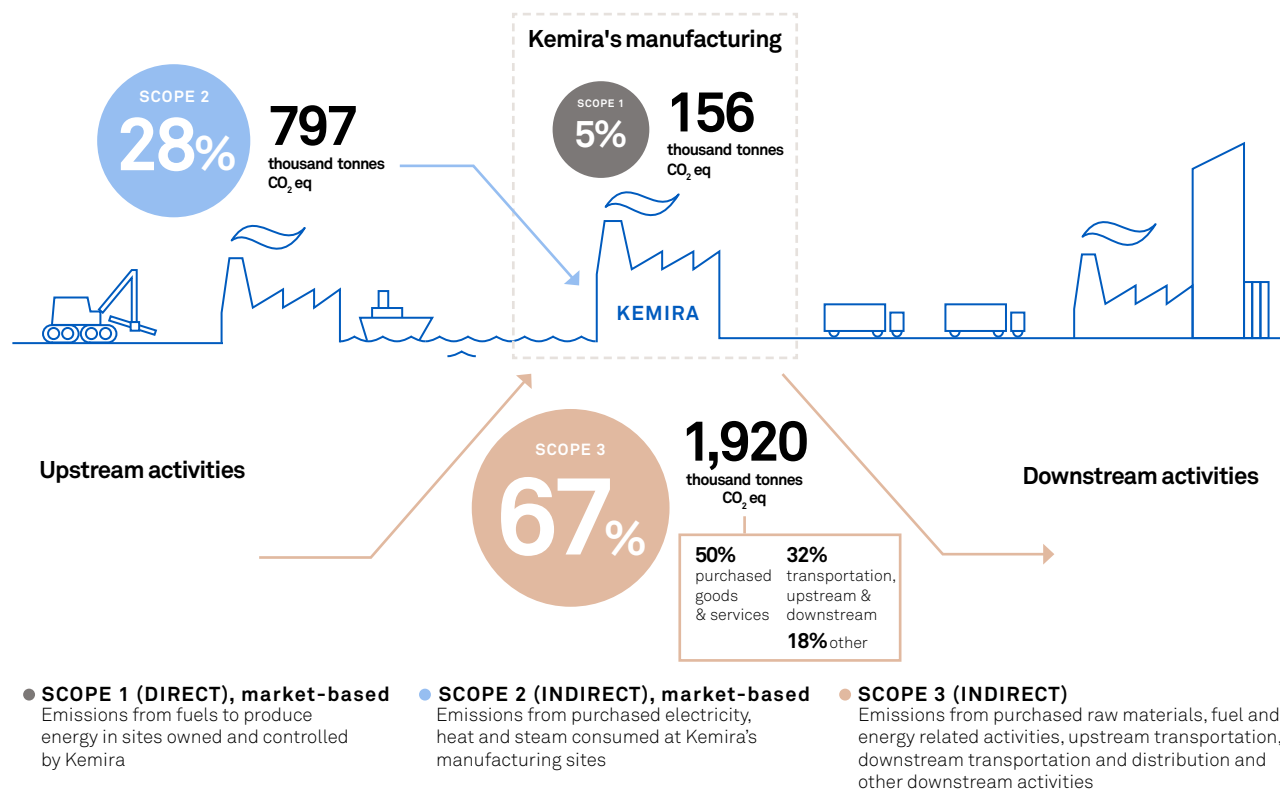 Kemira's manufacturing
SCOPE 2
28%
797
thousand tonnes
CO2 eq
SCOPE 1
5%
156
thousand tonnes
CO2 eq
KEMIRA
Upstream activities
SCOPE 3
67%
1,920
thousand tonnes
CO2 eq
Downstream activities
50%
purchased
goods
& services
32%
transportation,
upstream &
downstream
18% other
SCOPE 1 (DIRECT), market-based
Emissions from fuels to produce
energy in sites owned and controlled
by Kemira
SCOPE 2 (INDIRECT), market-based
Emissions from purchased electricity,
heat and steam consumed at Kemira’s
manufacturing sites
SCOPE 3 (INDIRECT)
Emissions from purchased raw materials, fuel and
energy related activities, upstream transportation,
downstream transportation and distribution and
other downstream activities